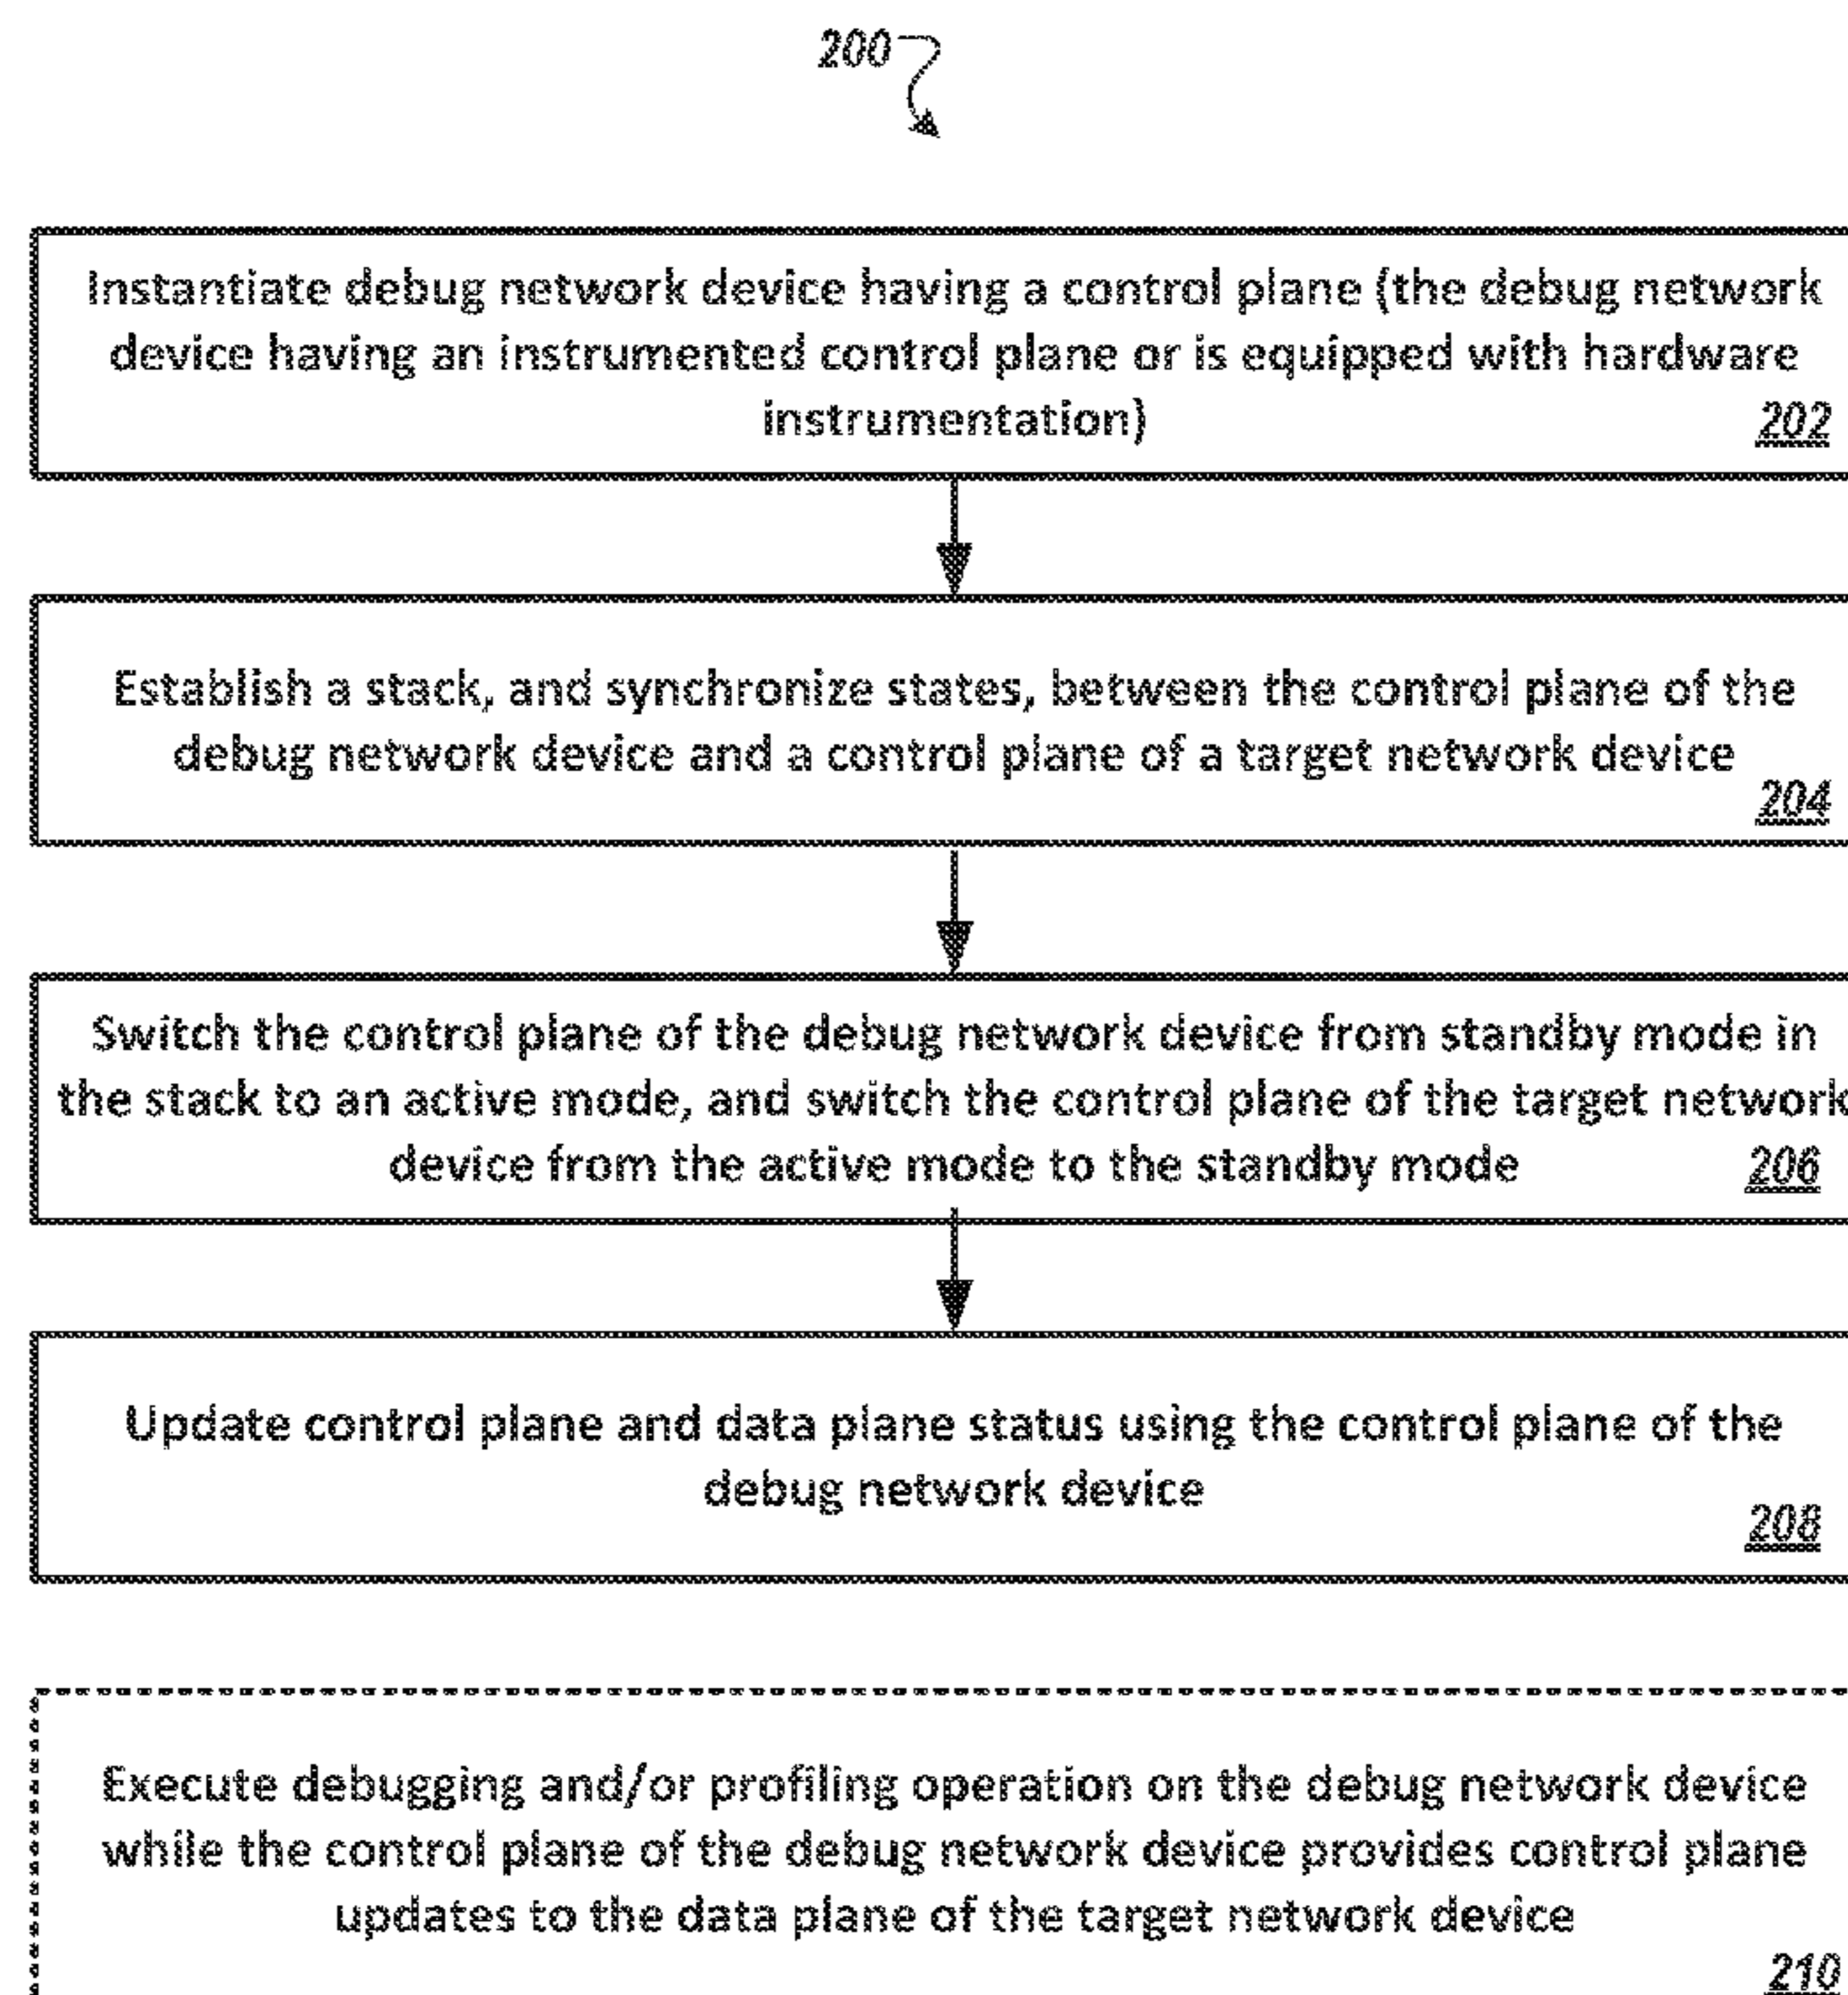 200
Instantiate debug network device having a control plane (the debug network
device having an instrumented control plane or is equipped with hardware
instrumentation)
202
Establish a stack, and synchronize states, between the control plane of the
debug network device and a control plane of a target network device
204
Switch the control plane of the debug network device from standby mode in
the stack to an active mode, and switch the control plane of the target network
device from the active mode to the standby mode
206
Update control plane and data plane status using the control plane of the
debug network device
208
Execute debugging and/or profiling operation on the debug network device
while the control plane of the debug network device provides control plane
updates to the data plane of the target network device
210